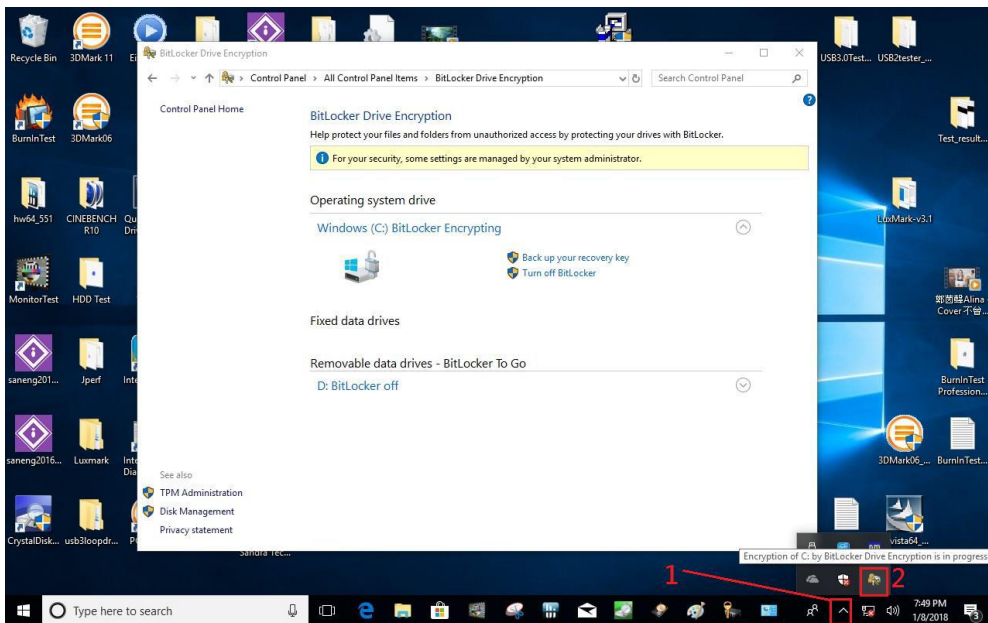 Recycle Bin
3DMark 11
USB3.0Test...
USB2tester_...
BitLocker Drive Encryption
Control Panel > All Control Panel Items > BitLocker Drive Encryption
Search Control Panel
Control Panel Home
BitLocker Drive Encryption
Help protect your files and folders from unauthorized access by protecting your drives with BitLocker.
For your security, some settings are managed by your system administrator.
Operating system drive
Windows (C:) BitLocker Encrypting
Back up your recovery key
Turn off BitLocker
Fixed data drives
Removable data drives - BitLocker To Go
D: BitLocker off
See also
TPM Administration
Disk Management
Privacy statement
BurnInTest
3DMark06
Test_result...
hw64_551
CINEBENCH
R10
LuxMark-v3.1
MonitorTest
HDD Test
Cover
saneng201...
Jperf
BurnInTest
Profession...
saneng2016...
Luxmark
3DMark06_...
BurnInTest...
CrystalDisk...
usb3loopdr...
vista64_...
Sandra Tec...
Encryption of C: by BitLocker Drive Encryption is in progress
1
2
Type here to search
7:49 PM
1/8/2018
3